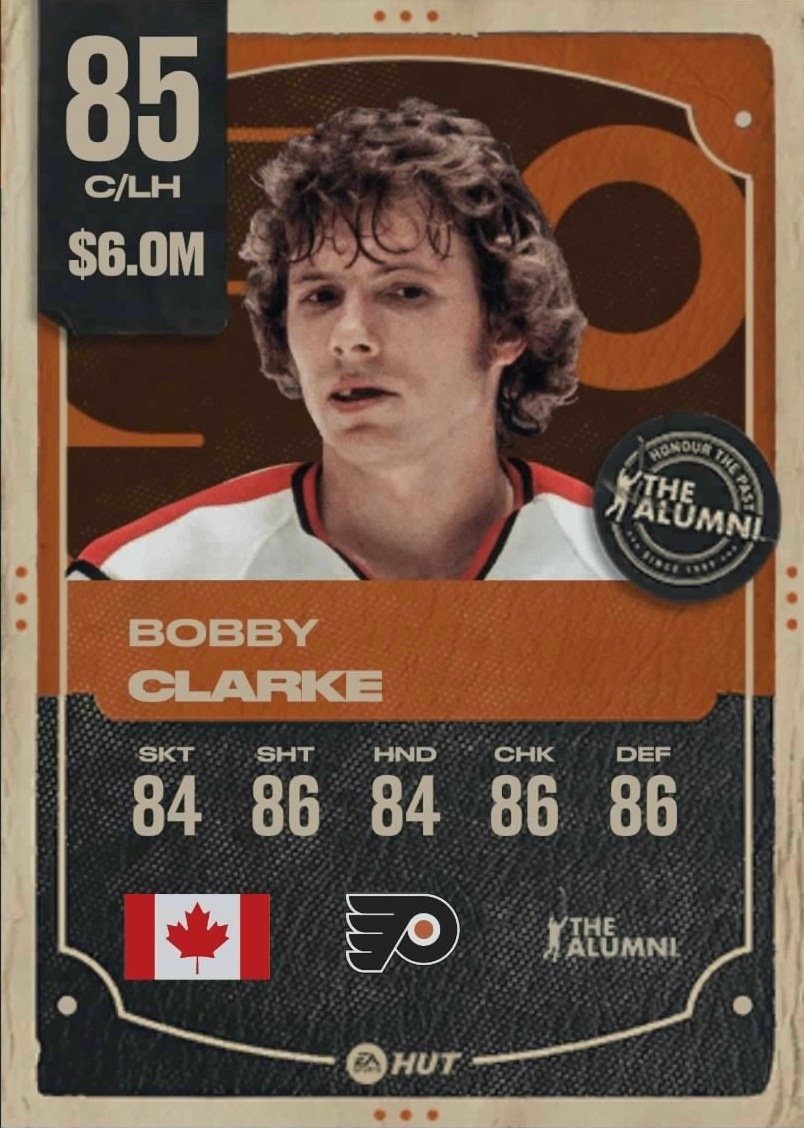 85
C/LH
$6.0M
HONOUR THE PAST
THE
ALUMNI
BOBBY
CLARKE
SKT SHT HND CHK DEF
84 86 84 86 86
THE
ALUMNI
EA
HUT